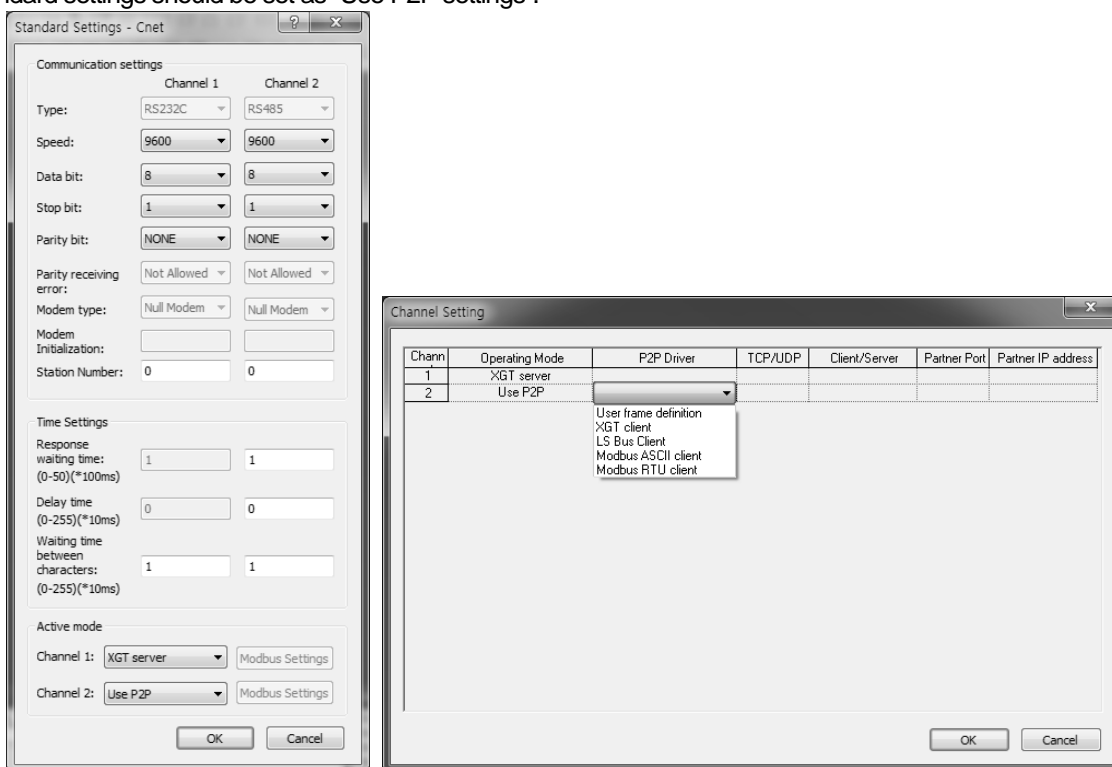 dard settings should be set as 'Use P2P settings'.
Standard Settings - Cnet
Communication settings
Channel 1 Channel 2
Type: RS232C RS485
Speed: 9600 9600
Data bit: 8 8
Stop bit: 1 1
Parity bit: NONE NONE
Parity receiving
error: Not Allowed Not Allowed
Modem type: Null Modem Null Modem
Modem
Initialization:
Station Number: 0 0
Time Settings
Response
waiting time: 1 1
(0-50)(*100ms)
Delay time
(0-255)(*10ms) 0 0
Waiting time
between
characters: 1 1
(0-255)(*10ms)
Active mode
Channel 1: XGT server Modbus Settings
Channel 2: Use P2P Modbus Settings
OK Cancel
Channel Setting
Chann Operating Mode P2P Driver TCP/UDP Client/Server Partner Port Partner IP address
1 XGT server
2 Use P2P
User frame definition
XGT client
LS Bus Client
Modbus ASCII client
Modbus RTU client
OK Cancel